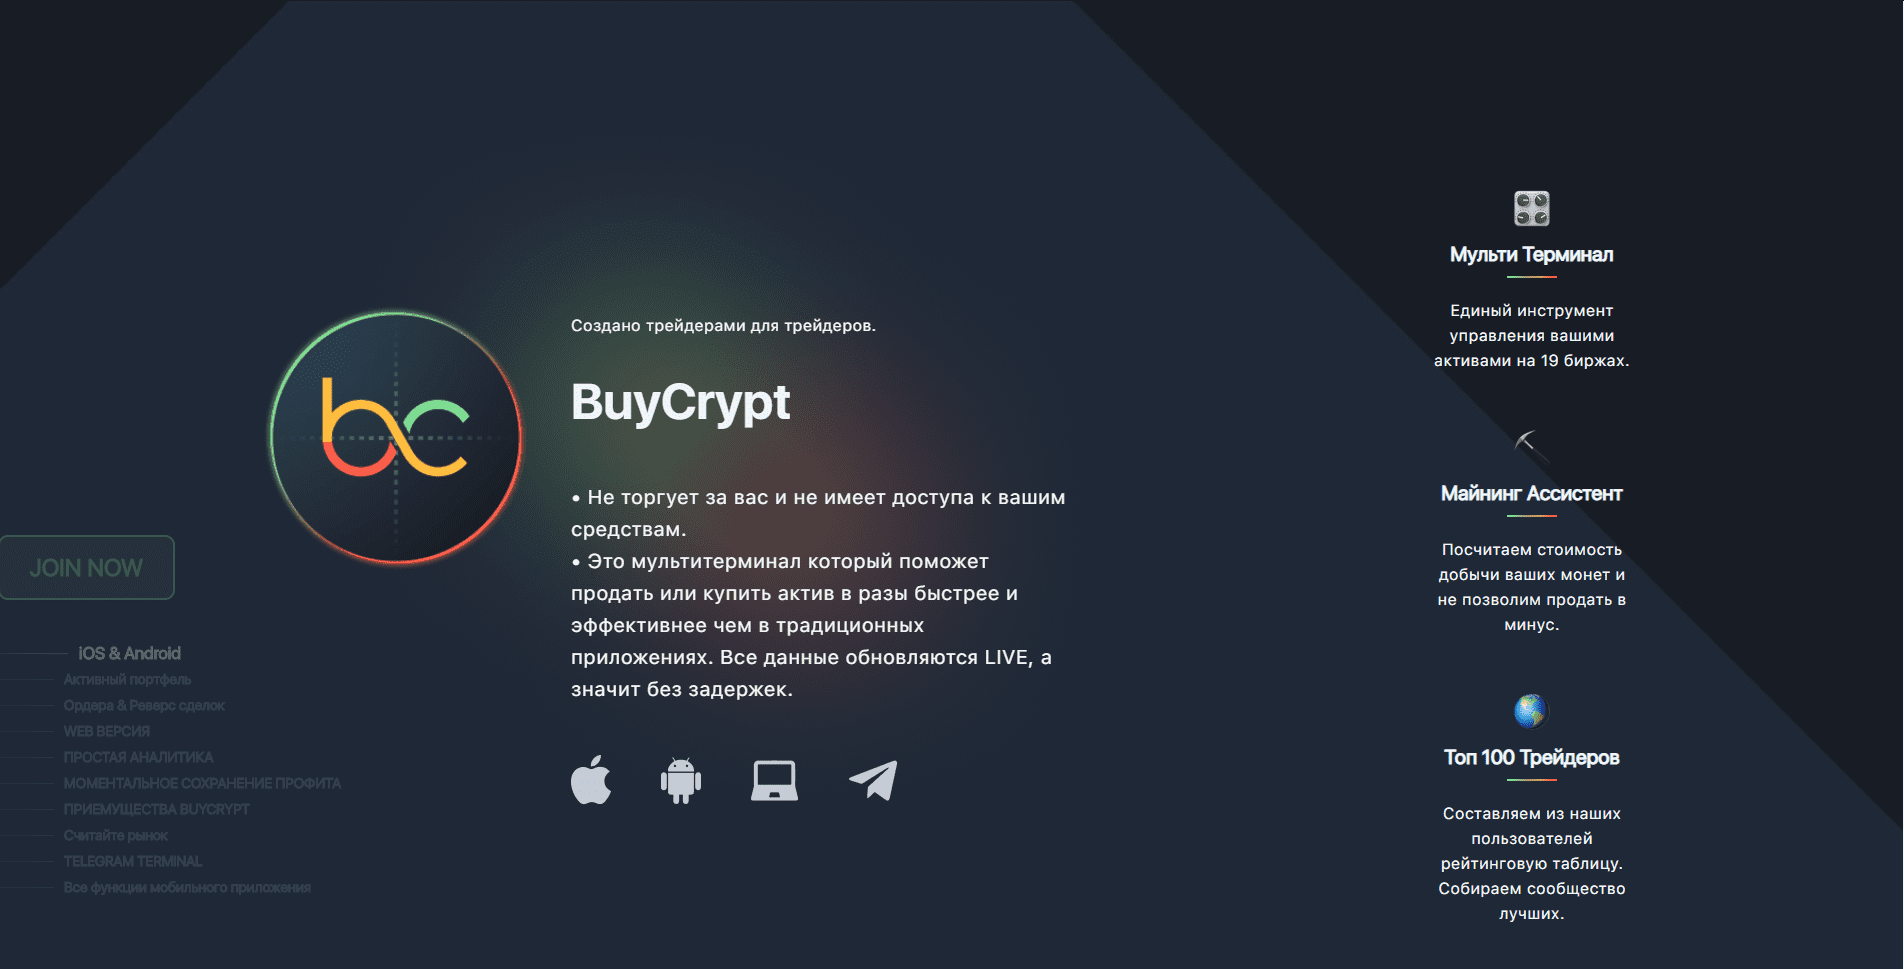 Создано трейдерами для трейдеров.
BuyCrypt
• Не торгует за вас и не имеет доступа к вашим
средствам.
• Это мультитерминал который поможет
продать или купить актив в разы быстрее и
эффективнее чем в традиционных
приложениях. Все данные обновляются LIVE, а
значит без задержек.
bc
JOIN NOW
iOS & Android
Активный портфель
Ордера & Реверс сделок
WEB ВЕРСИЯ
ПРОСТАЯ АНАЛИТИКА
МОМЕНТАЛЬНОЕ СОХРАНЕНИЕ ПРОФИТА
ПРИЕМУЩЕСТВА BUYCRYPT
Считайте рынок
TELEGRAM TERMINAL
Все функции мобильного приложения
Мульти Терминал
Единый инструмент
управления вашими
активами на 19 биржах.
Майнинг Ассистент
Посчитаем стоимость
добычи ваших монет и
не позволим продать в
минус.
Топ 100 Трейдеров
Составляем из наших
пользователей
рейтинговую таблицу.
Собираем сообщество
лучших.